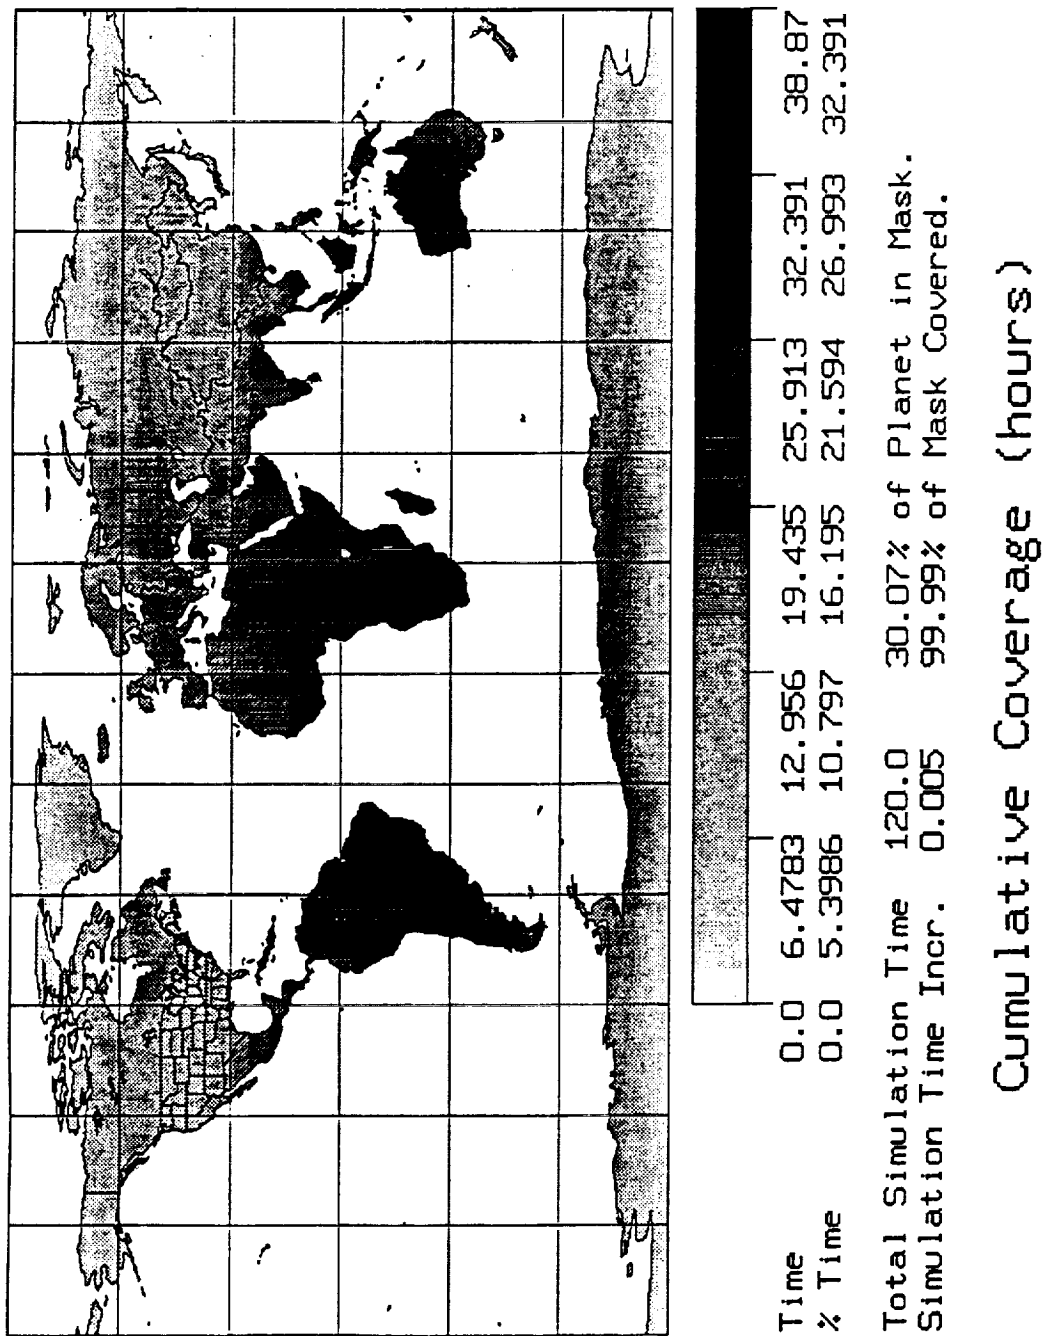 Time 0.0 6.4783 12.956 19.435 25.913 32.391 38.87
% Time 0.0 5.3986 10.797 16.195 21.594 26.993 32.391
Total Simulation Time 120.0 30.07% of Planet in Mask.
Simulation Time Incr. 0.005 99.99% of Mask Covered.
Cumulative Coverage (hours)